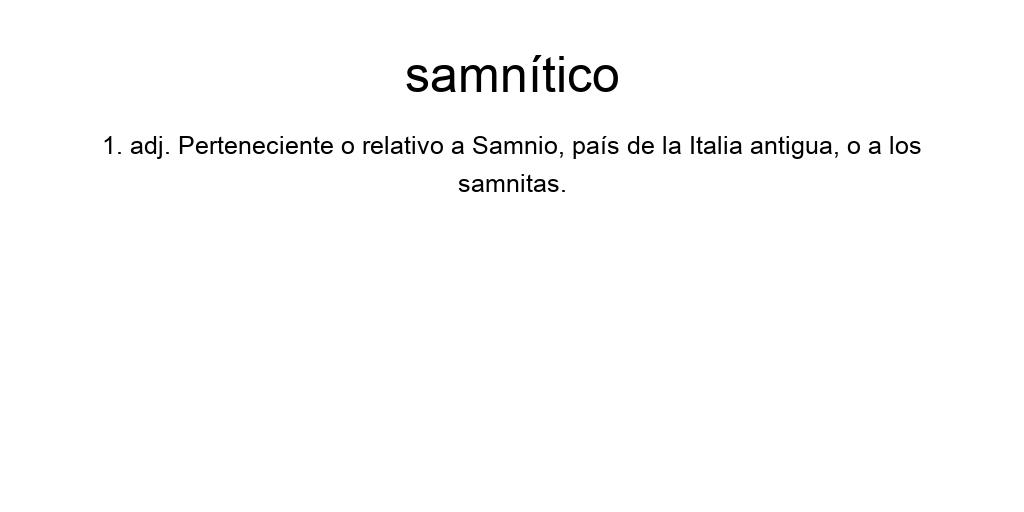 samnítico
1. adj. Perteneciente o relativo a Samnio, país de la Italia antigua, o a los
samnitas.